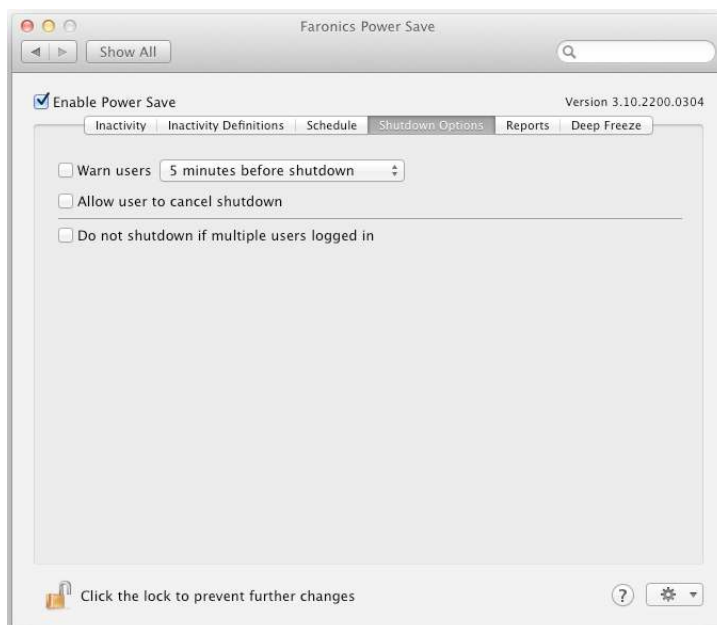 Faronics Power Save
Show All
Enable Power Save
Version 3.10.2200.0304
Inactivity
Inactivity Definitions
Schedule
Shutdown Options
Reports
Deep Freeze
Warn users
5 minutes before shutdown
Allow user to cancel shutdown
Do not shutdown if multiple users logged in
Click the lock to prevent further changes
?